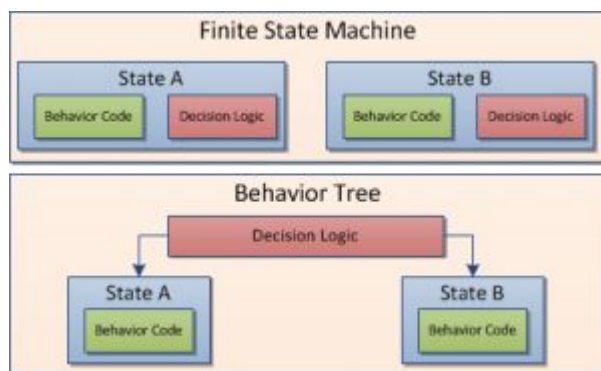 Finite State Machine
State A
State B
Behavior Code
Decision Logic
Behavior Code
Decision Logic
Behavior Tree
Decision Logic
State A
State B
Behavior Code
Behavior Code